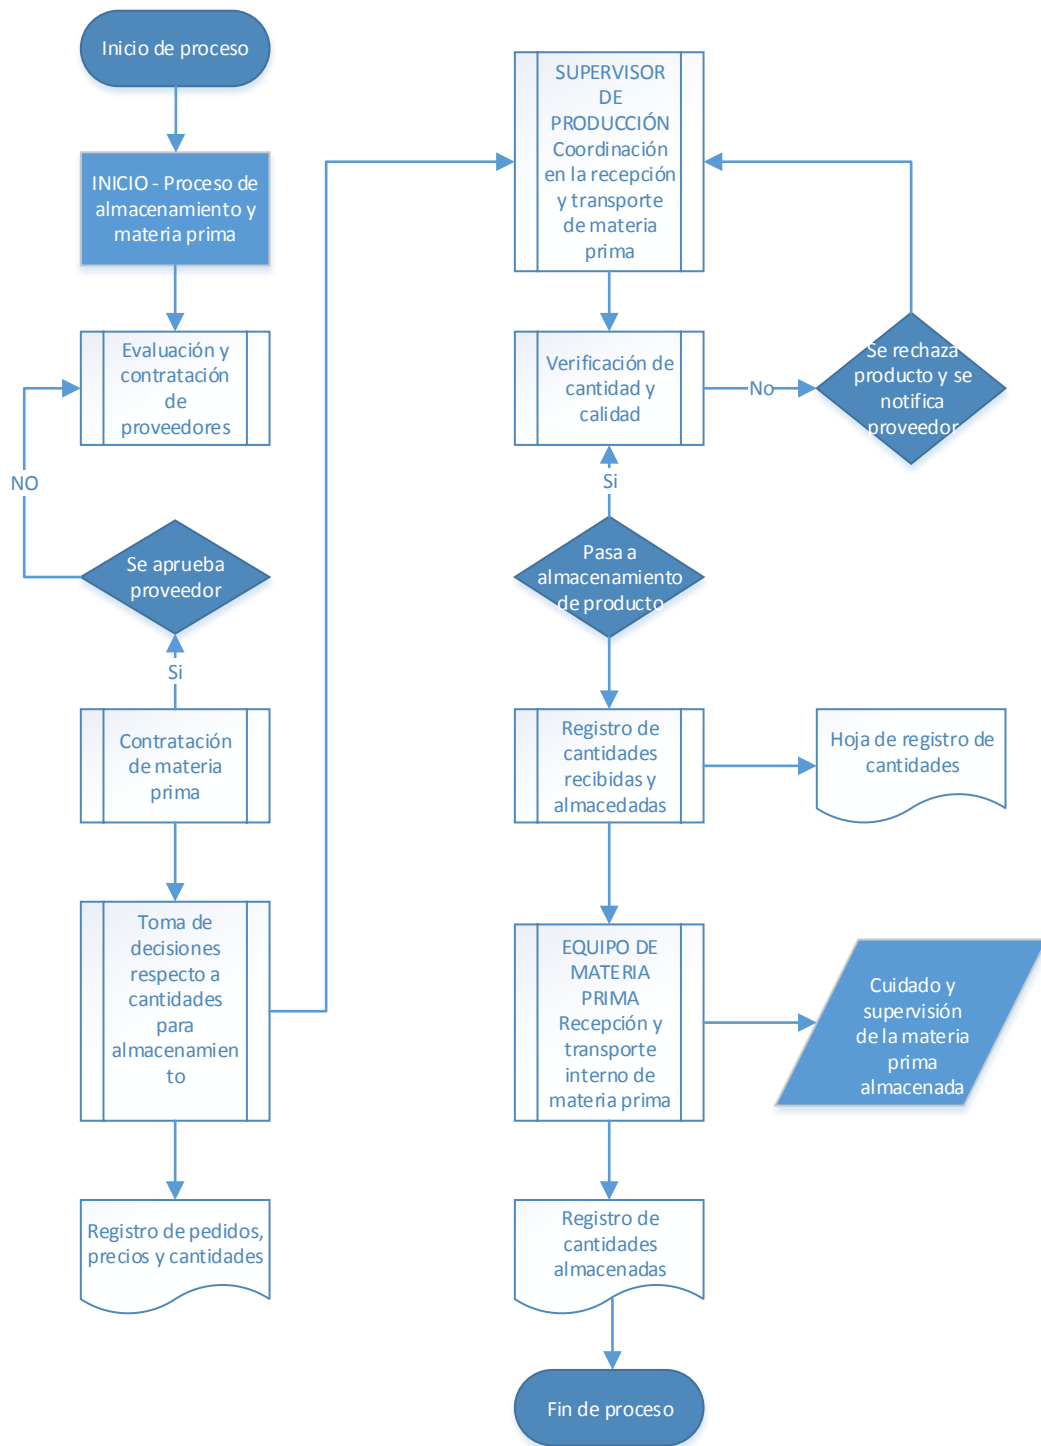 Inicio de proceso
INICIO - Proceso de
almacenamiento y
materia prima
Evaluación y
contratación
de
proveedores
NO
Se aprueba
proveedor
Si
Contratación
de materia
prima
Toma de
decisiones
respecto a
cantidades
para
almacenamien
to
Registro de pedidos,
precios y cantidades
SUPERVISOR
DE
PRODUCCIÓN
Coordinación
en la recepción
y transporte
de materia
prima
Verificación de
cantidad y
calidad
No
Se rechaza
producto y se
notifica
proveedor
Si
Pasa a
almacenamiento
de producto
Registro de
cantidades
recibidas y
almacedadas
Hoja de registro de
cantidades
EQUIPO DE
MATERIA
PRIMA
Recepción y
transporte
interno de
materia prima
Cuidado y
supervisión
de la materia
prima
almacenada
Registro de
cantidades
almacenadas
Fin de proceso